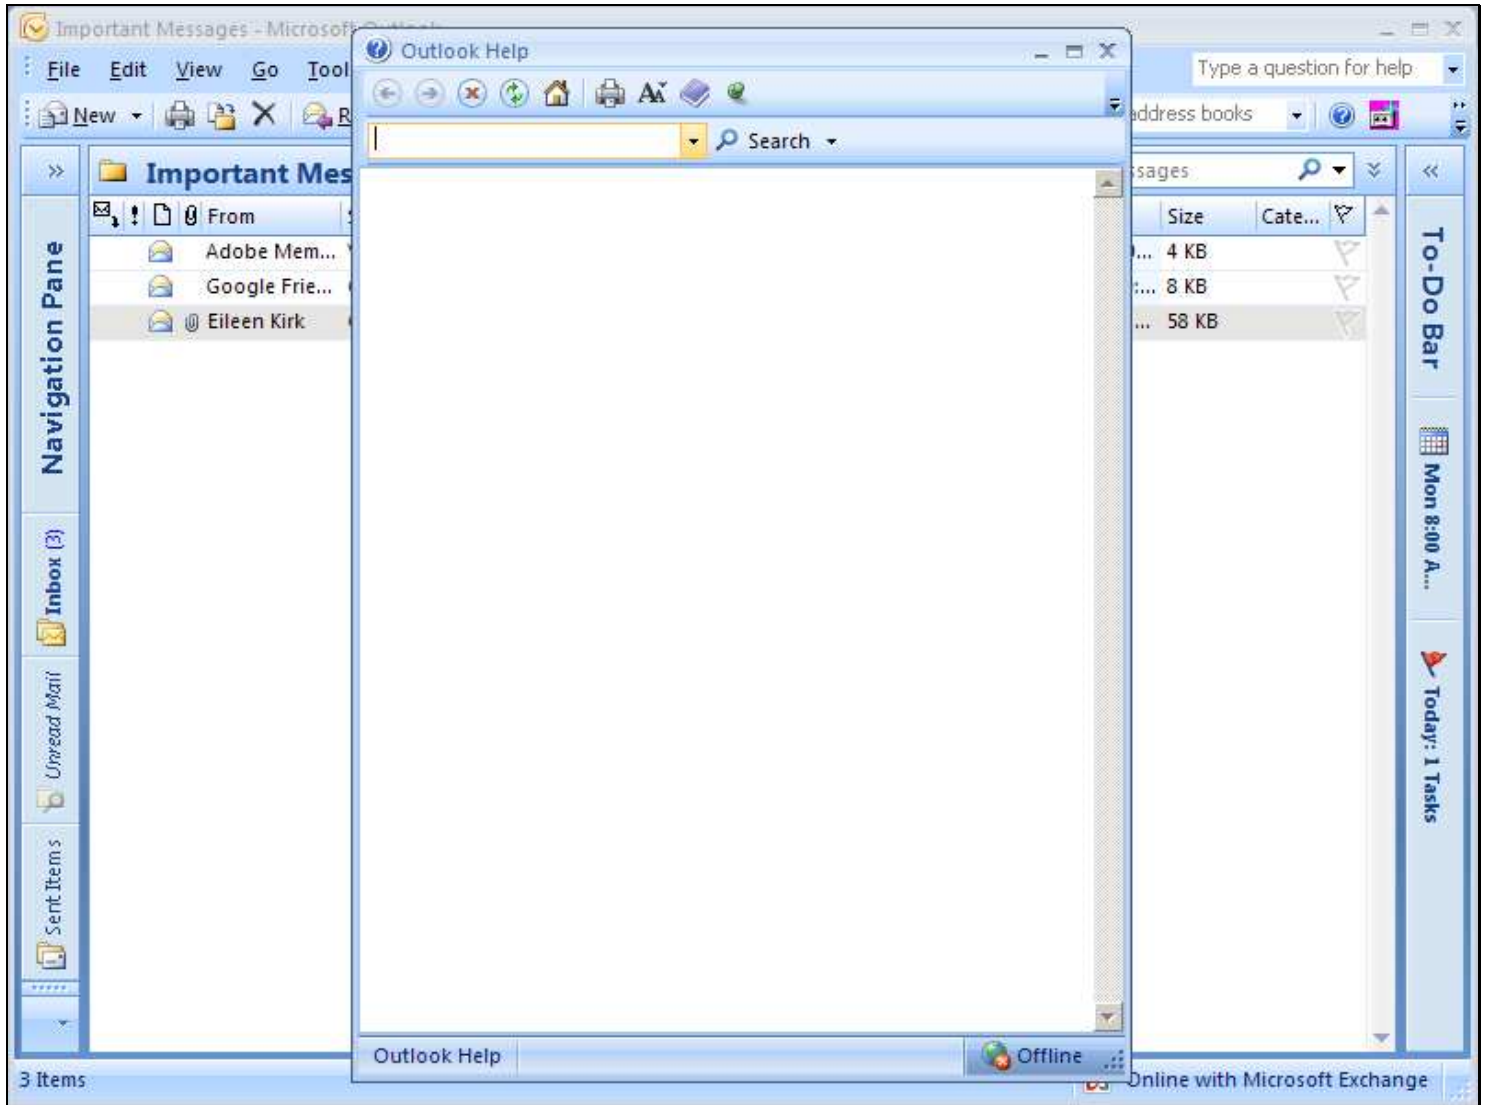 Important Messages - Microsoft Outlook
Outlook Help
File Edit View Go Tool
Type a question for help
New
R
address books
Search
Important Mes
ssages
From
Size Cate...
Adobe Mem...
4 KB
Google Frie...
8 KB
Eileen Kirk
58 KB
Navigation Pane
Inbox (3)
Unread Mail
Sent Items
To-Do Bar
Mon 8:00 A...
Today: 1 Tasks
Outlook Help
Offline
3 Items
Online with Microsoft Exchange